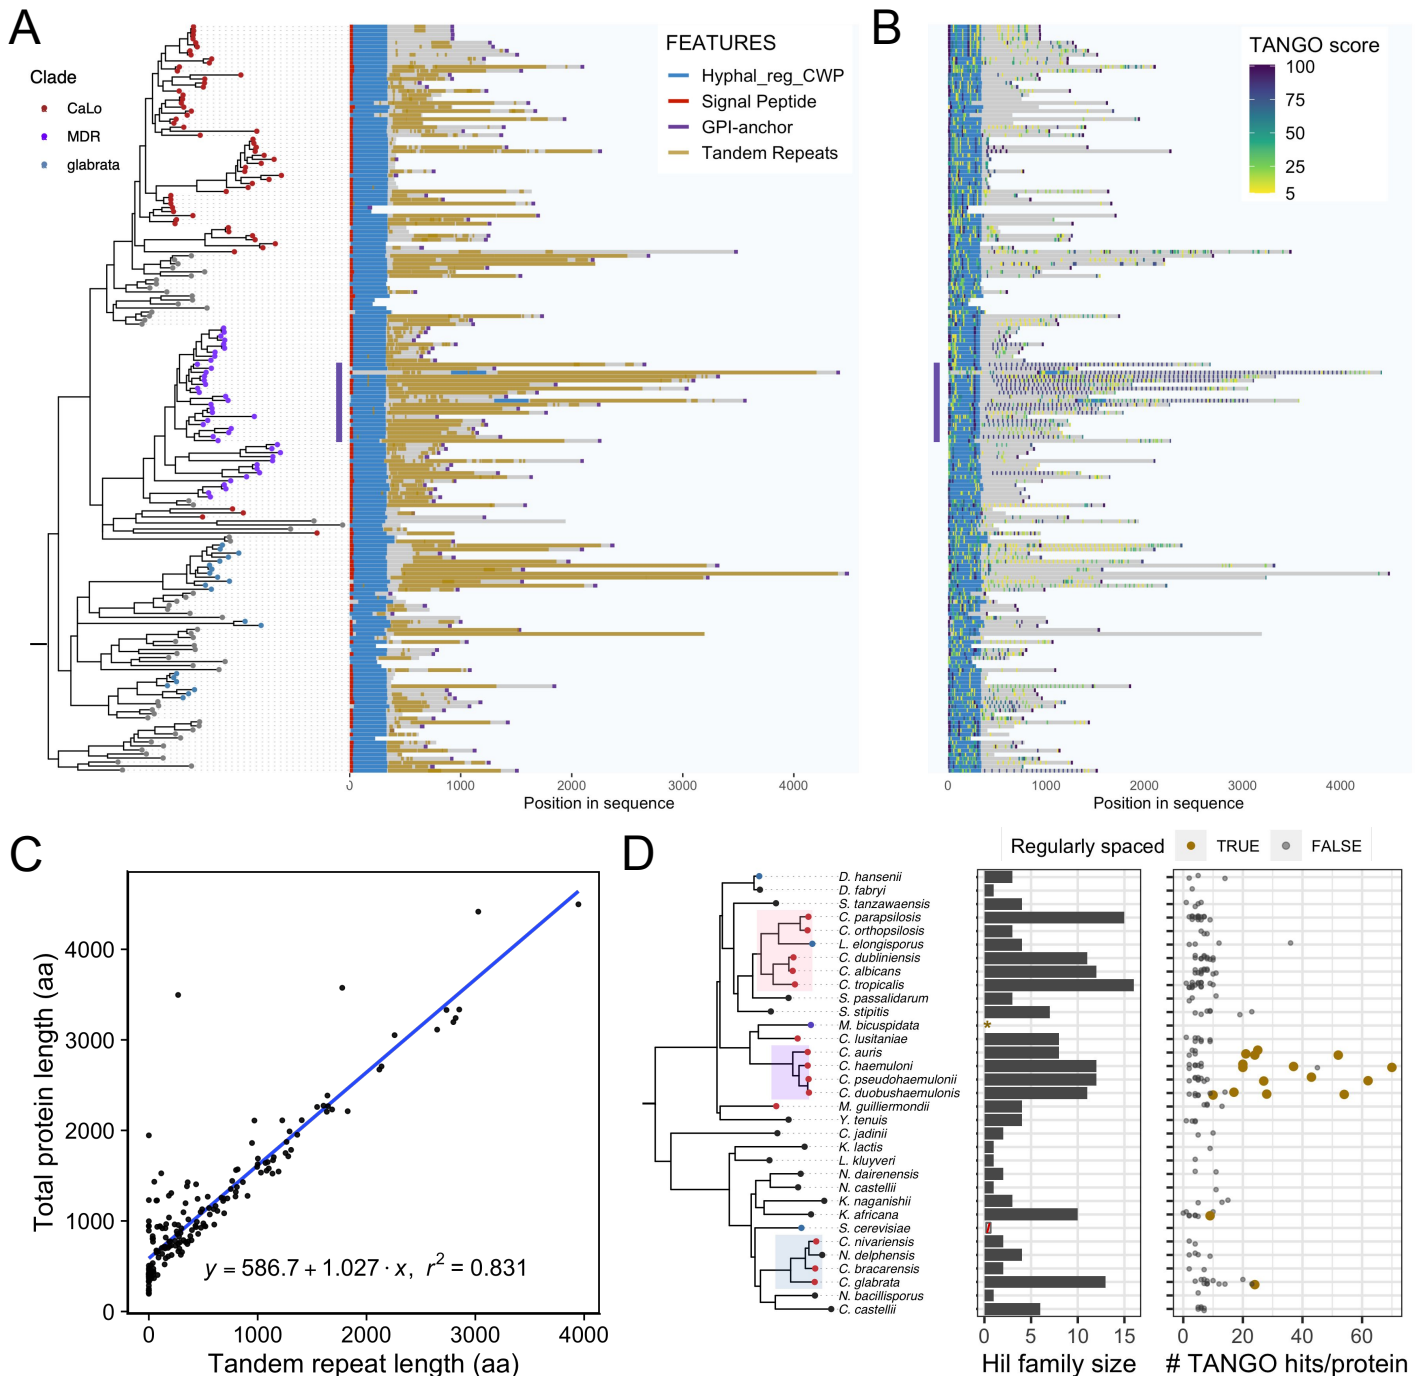 A
Clade
CaLo
MDR
glabrata
FEATURES
Hyphal_reg_CWP
Signal Peptide
GPI-anchor
Tandem Repeats
0 1000 2000 3000 4000
Position in sequence
B
TANGO score
100
75
50
25
5
0 1000 2000 3000 4000
Position in sequence
C
Total protein length (aa)
4000
3000
2000
1000
0
y = 586.7 + 1.027 · x, r² = 0.831
0 1000 2000 3000 4000
Tandem repeat length (aa)
D
Regularly spaced TRUE FALSE
D. hansenii
D. fabryi
S. tanzawaensis
C. parapsilosis
C. orthopsilosis
L. elongisporus
C. dubliniensis
C. albicans
C. tropicalis
S. passalidarum
S. stipitis
M. bicuspidata
*
C. lusitaniae
C. auris
C. haemuloni
C. pseudohaemulonii
C. duobushaemulonis
M. guilliermondii
Y. tenuis
C. jadinii
K. lactis
L. kluyveri
N. dairenensis
N. castellii
K. naganishii
K. africana
S. cerevisiae
C. nivariensis
N. delphensis
C. bracarensis
C. glabrata
N. bacillisporus
C. castellii
0 5 10 15
Hil family size
0 20 40 60
# TANGO hits/protein